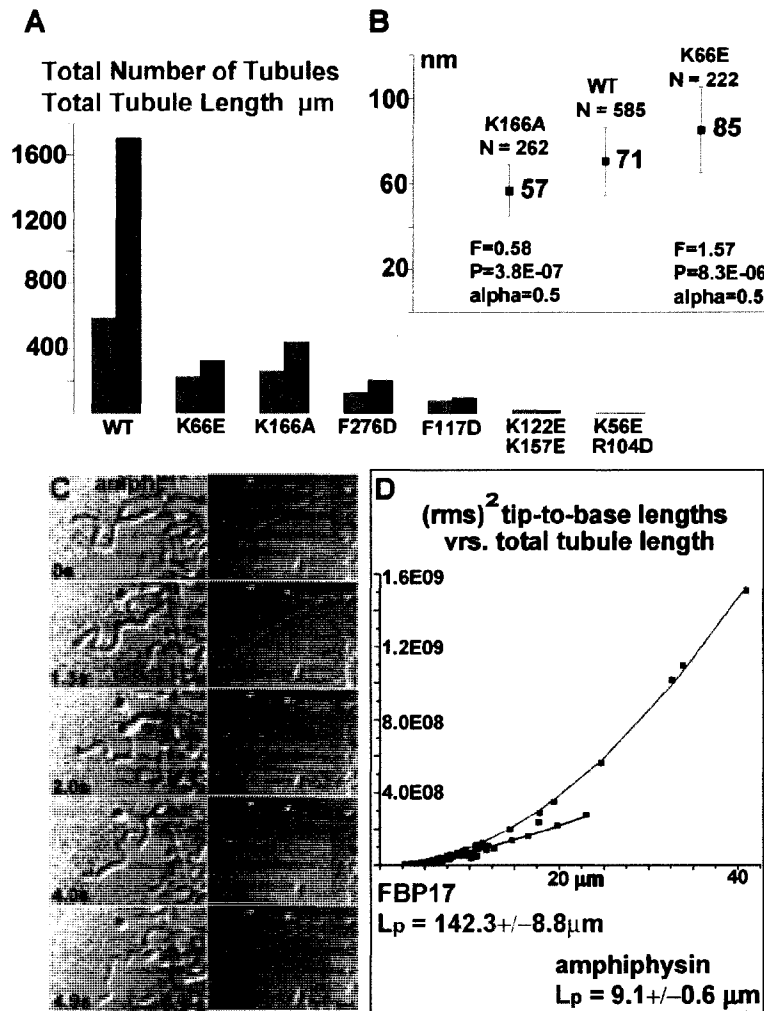 A
Total Number of Tubules
Total Tubule Length µm
1600
1200
800
400
WT
K66E
K166A
F276D
F117D
K122E
K157E
K56E
R104D
B
nm
100
60
20
K166A
N = 262
57
WT
N = 585
71
K66E
N = 222
85
F=0.58
P=3.8E-07
alpha=0.5
F=1.57
P=8.3E-06
alpha=0.5
C
0s
2.0s
4.0s
D
(rms)² tip-to-base lengths
vrs. total tubule length
1.6E09
1.2E09
8.0E08
4.0E08
20 µm
40
FBP17
Lp = 142.3+/-8.8µm
amphiphysin
Lp = 9.1+/-0.6 µm